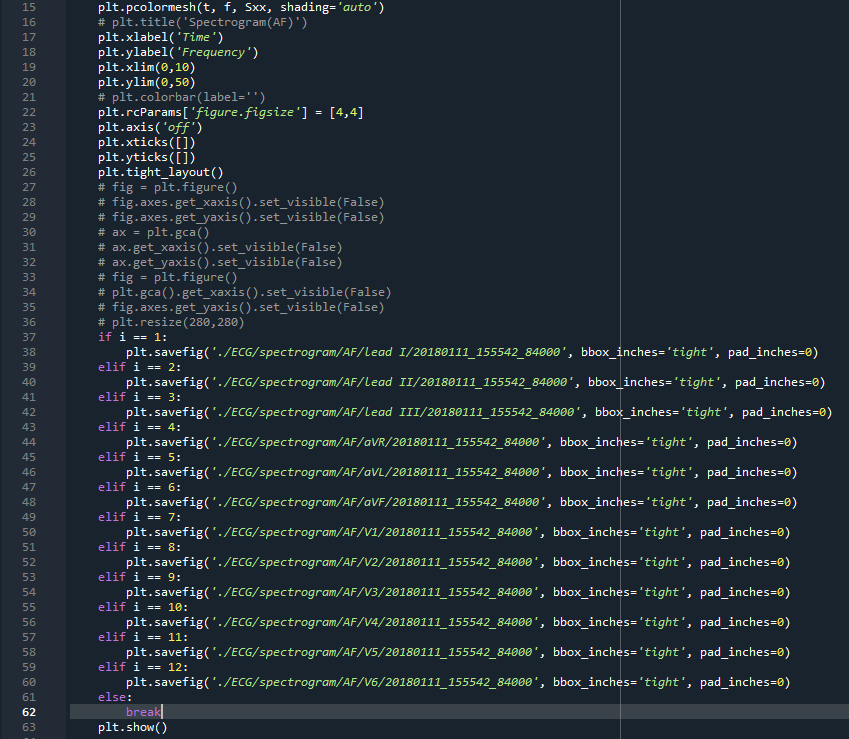 15 plt.pcolormesh(t, f, Sxx, shading='auto')
16 # plt.title('Spectrogram(AF)')
17 plt.xlabel('Time')
18 plt.ylabel('Frequency')
19 plt.xlim(0,10)
20 plt.ylim(0,50)
21 # plt.colorbar(label='')
22 plt.rcParams['figure.figsize'] = [4,4]
23 plt.axis('off')
24 plt.xticks([])
25 plt.yticks([])
26 plt.tight_layout()
27 # fig = plt.figure()
28 # fig.axes.get_xaxis().set_visible(False)
29 # fig.axes.get_yaxis().set_visible(False)
30 # ax = plt.gca()
31 # ax.get_xaxis().set_visible(False)
32 # ax.get_yaxis().set_visible(False)
33 # fig = plt.figure()
34 # plt.gca().get_xaxis().set_visible(False)
35 # fig.axes.get_yaxis().set_visible(False)
36 # plt.resize(280,280)
37 if i == 1:
38 plt.savefig('./ECG/spectrogram/AF/lead I/20180111_155542_84000', bbox_inches='tight', pad_inches=0)
39 elif i == 2:
40 plt.savefig('./ECG/spectrogram/AF/lead II/20180111_155542_84000', bbox_inches='tight', pad_inches=0)
41 elif i == 3:
42 plt.savefig('./ECG/spectrogram/AF/lead III/20180111_155542_84000', bbox_inches='tight', pad_inches=0)
43 elif i == 4:
44 plt.savefig('./ECG/spectrogram/AF/aVR/20180111_155542_84000', bbox_inches='tight', pad_inches=0)
45 elif i == 5:
46 plt.savefig('./ECG/spectrogram/AF/aVL/20180111_155542_84000', bbox_inches='tight', pad_inches=0)
47 elif i == 6:
48 plt.savefig('./ECG/spectrogram/AF/aVF/20180111_155542_84000', bbox_inches='tight', pad_inches=0)
49 elif i == 7:
50 plt.savefig('./ECG/spectrogram/AF/V1/20180111_155542_84000', bbox_inches='tight', pad_inches=0)
51 elif i == 8:
52 plt.savefig('./ECG/spectrogram/AF/V2/20180111_155542_84000', bbox_inches='tight', pad_inches=0)
53 elif i == 9:
54 plt.savefig('./ECG/spectrogram/AF/V3/20180111_155542_84000', bbox_inches='tight', pad_inches=0)
55 elif i == 10:
56 plt.savefig('./ECG/spectrogram/AF/V4/20180111_155542_84000', bbox_inches='tight', pad_inches=0)
57 elif i == 11:
58 plt.savefig('./ECG/spectrogram/AF/V5/20180111_155542_84000', bbox_inches='tight', pad_inches=0)
59 elif i == 12:
60 plt.savefig('./ECG/spectrogram/AF/V6/20180111_155542_84000', bbox_inches='tight', pad_inches=0)
61 else:
62 break
63 plt.show()